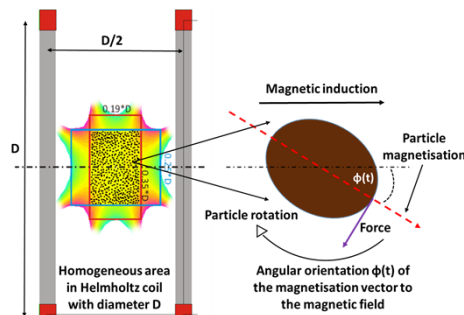 D/2
0.19*D
D
0.35*D
Homogeneous area
in Helmholtz coil
with diameter D
Magnetic induction
Particle
magnetisation
ϕ(t)
Particle rotation
Force
Angular orientation ϕ(t) of
the magnetisation vector to
the magnetic field